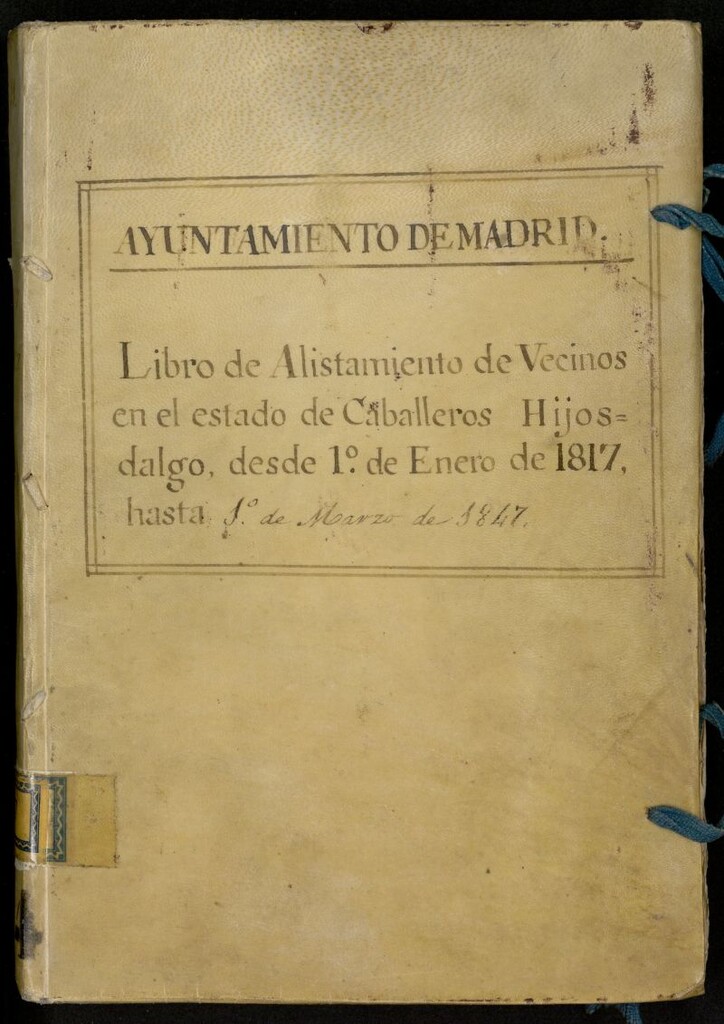 AYUNTAMIENTO DE MADRID.
Libro de Alistamiento de Vecinos
en el estado de Caballeros Hijos=
dalgo, desde 1º. de Enero de 1817,
hasta 1º. de Marzo de 1847.